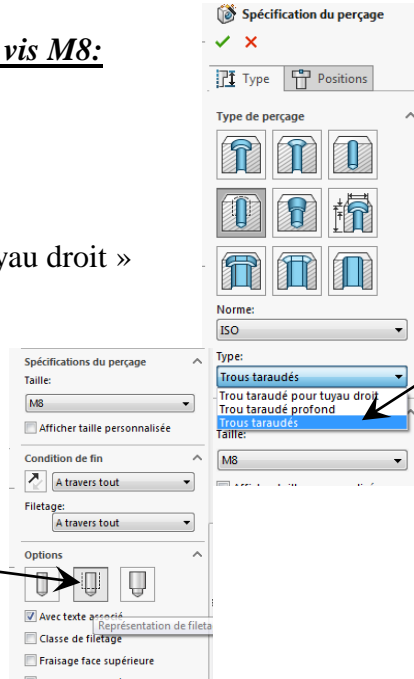 vis M8:
yau droit »
Spécification du perçage
Type
Positions
Type de perçage
Norme:
ISO
Type:
Trous taraudés
Trou taraudé pour tuyau droit
Trou taraudé profond
Trous taraudés
Taille:
M8
Spécifications du perçage
Taille:
M8
Afficher taille personnalisée
Condition de fin
A travers tout
Filetage:
A travers tout
Options
Avec texte associé
Représentation de fileta
Classe de filetage
Fraisage face supérieure